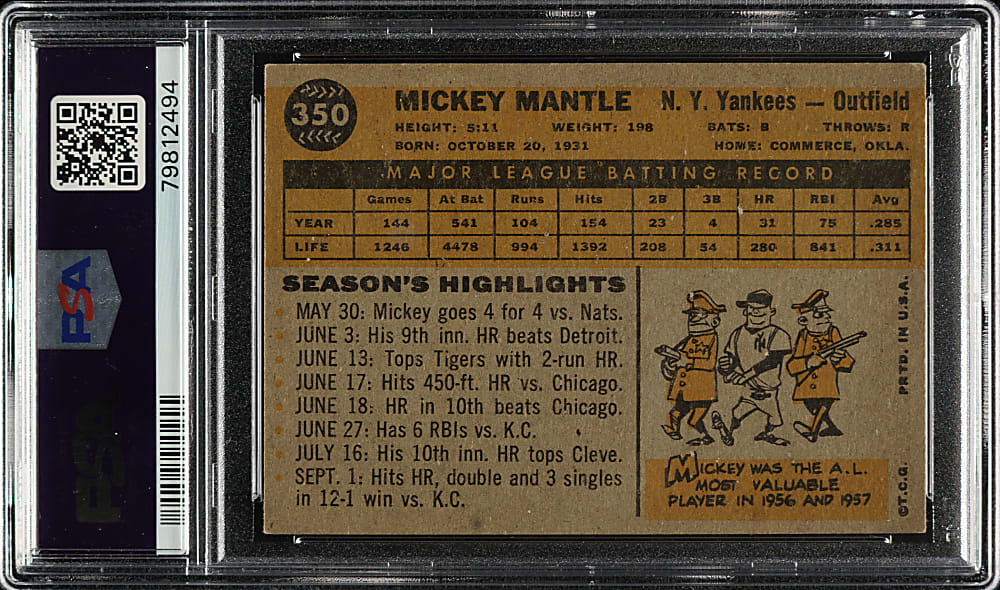 79812494
PSA
PSA
350
MICKEY MANTLE N. Y. Yankees — Outfield
HEIGHT: 5:11 WEIGHT: 198 BATS: B THROWS: R
BORN: OCTOBER 20, 1931 HOME: COMMERCE, OKLA.
MAJOR LEAGUE BATTING RECORD
Games At Bat Runs Hits 2B 3B HR RBI Avg
YEAR 144 541 104 154 23 4 31 75 .285
LIFE 1246 4478 994 1392 208 54 280 841 .311
SEASON'S HIGHLIGHTS
MAY 30: Mickey goes 4 for 4 vs. Nats.
JUNE 3: His 9th inn. HR beats Detroit.
JUNE 13: Tops Tigers with 2-run HR.
JUNE 17: Hits 450-ft. HR vs. Chicago.
JUNE 18: HR in 10th beats Chicago.
JUNE 27: Has 6 RBIs vs. K.C.
JULY 16: His 10th inn. HR tops Cleve.
SEPT. 1: Hits HR, double and 3 singles
in 12-1 win vs. K.C.
MICKEY WAS THE A.L.
MOST VALUABLE
PLAYER IN 1956 AND 1957
©T.C.G. PRTD. IN U.S.A.